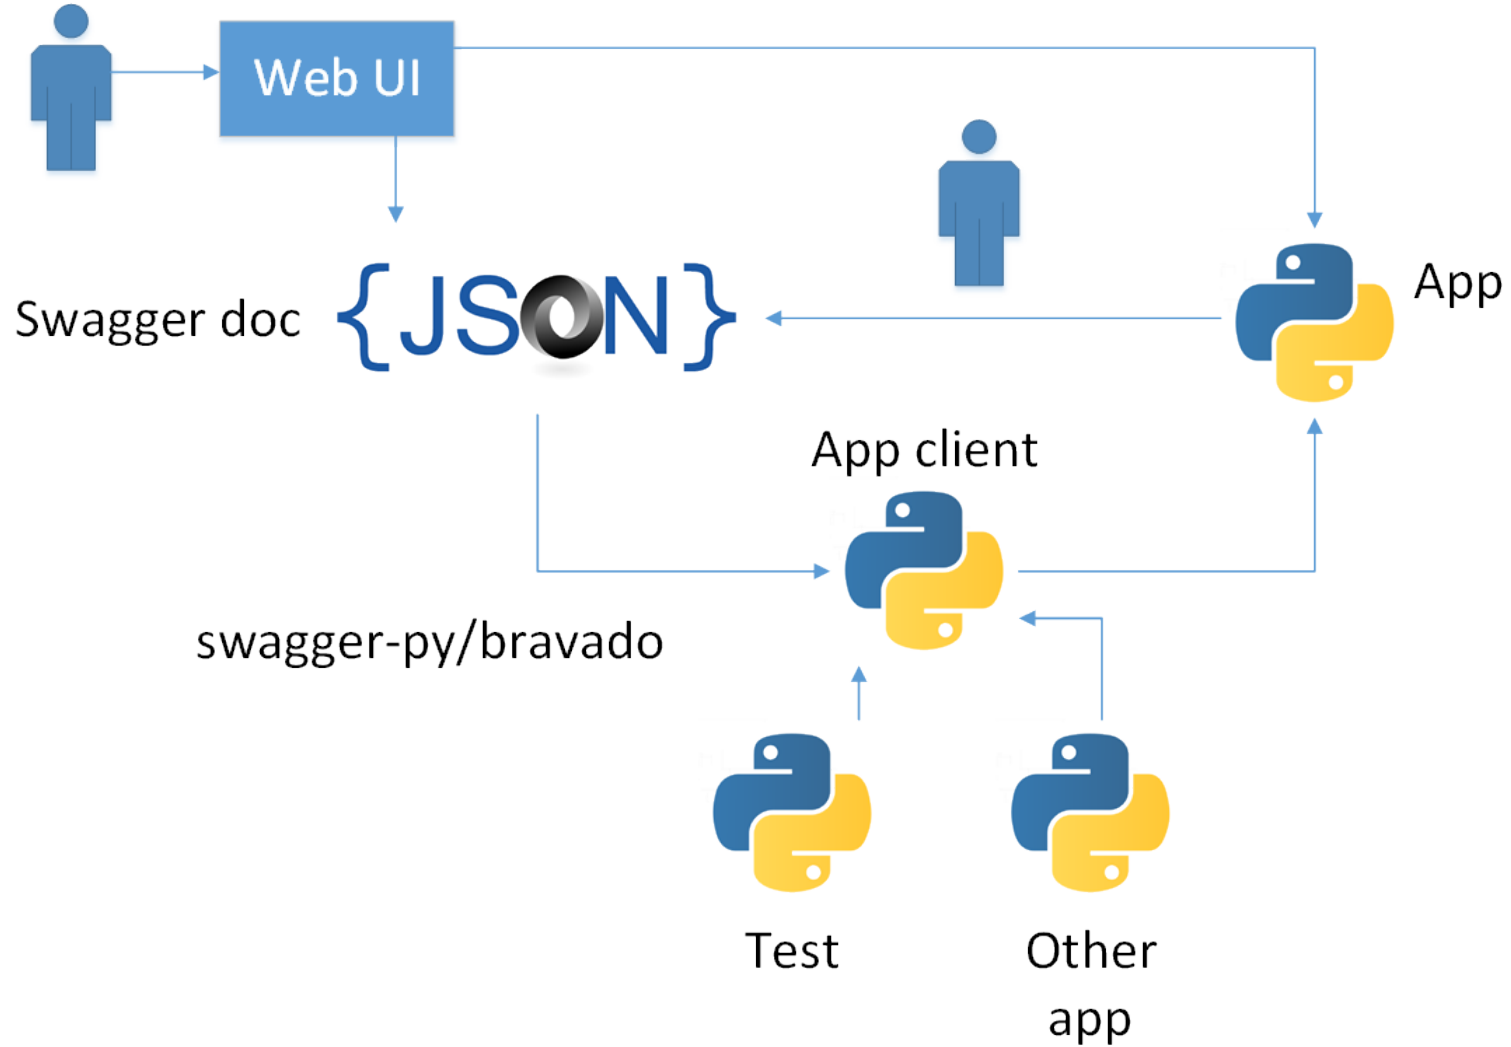 Web UI
Swagger doc
{JSON}
App
App client
swagger-py/bravado
Test
Other
app